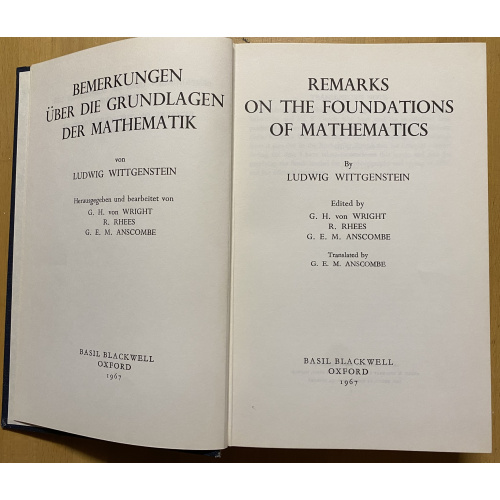 BEMERKUNGEN
ÜBER DIE GRUNDLAGEN
DER MATHEMATIK
von
LUDWIG WITTGENSTEIN
Herausgegeben und bearbeitet von
G. H. von WRIGHT
R. RHEES
G. E. M. ANSCOMBE
BASIL BLACKWELL
OXFORD
1967
REMARKS
ON THE FOUNDATIONS
OF MATHEMATICS
By
LUDWIG WITTGENSTEIN
Edited by
G. H. von WRIGHT
R. RHEES
G. E. M. ANSCOMBE
Translated by
G. E. M. ANSCOMBE
BASIL BLACKWELL
OXFORD
1967